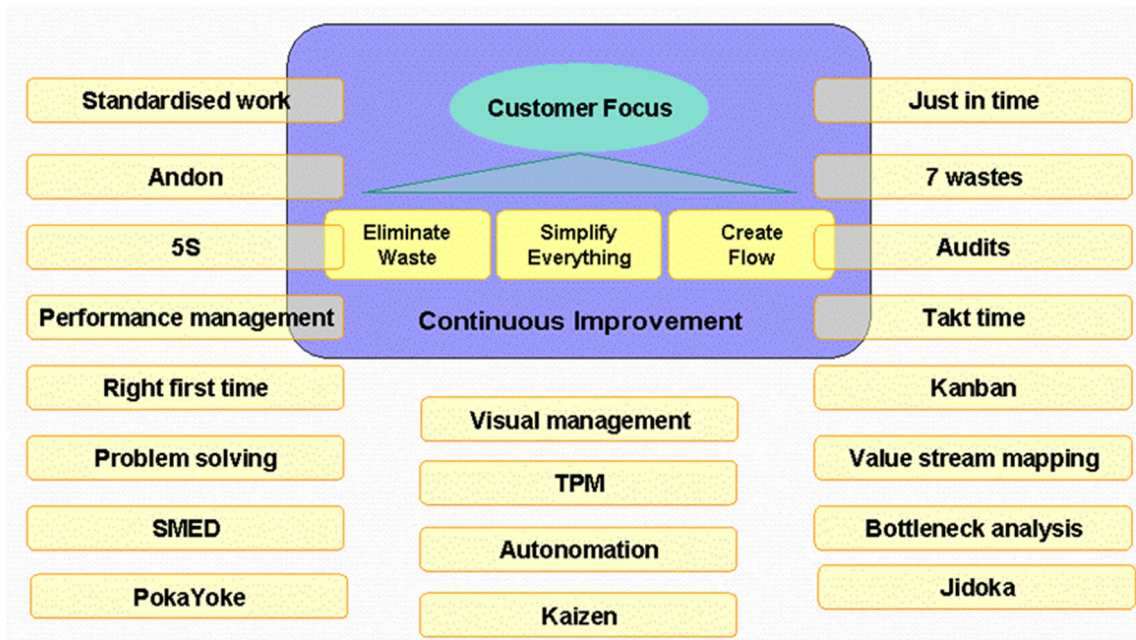 Customer Focus
Eliminate
Waste
Simplify
Everything
Create
Flow
Continuous Improvement
Standardised work
Andon
5S
Performance management
Right first time
Problem solving
SMED
PokaYoke
Visual management
TPM
Autonomation
Kaizen
Just in time
7 wastes
Audits
Takt time
Kanban
Value stream mapping
Bottleneck analysis
Jidoka